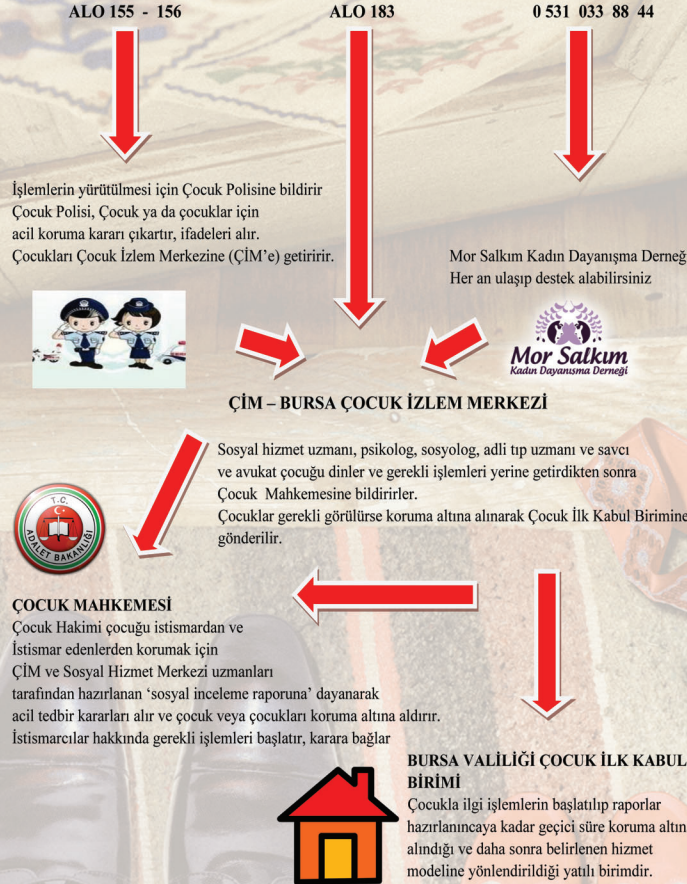 ALO 155 - 156
ALO 183
0 531 033 88 44
İşlemlerin yürütülmesi için Çocuk Polisine bildirir
Çocuk Polisi, Çocuk ya da çocuklar için
acil koruma kararı çıkartır, ifadeleri alır.
Çocukları Çocuk İzlem Merkezine (ÇİM’e) getiririr.
Mor Salkım Kadın Dayanışma Derneğ
Her an ulaşıp destek alabilirsiniz
Mor Salkım
Kadın Dayanışma Derneği
ÇİM – BURSA ÇOCUK İZLEM MERKEZİ
Sosyal hizmet uzmanı, psikolog, sosyolog, adli tıp uzmanı ve savcı
ve avukat çocuğu dinler ve gerekli işlemleri yerine getirdikten sonra
Çocuk Mahkemesine bildirirler.
Çocuklar gerekli görülürse koruma altına alınarak Çocuk İlk Kabul Birimine
gönderilir.
T.C.
ADALET BAKANLIĞI
ÇOCUK MAHKEMESİ
Çocuk Hakimi çocuğu istismardan ve
İstismar edenlerden korumak için
ÇİM ve Sosyal Hizmet Merkezi uzmanları
tarafından hazırlanan ‘sosyal inceleme raporuna’ dayanarak
acil tedbir kararları alır ve çocuk veya çocukları koruma altına aldırır.
İstismarcılar hakkında gerekli işlemleri başlatır, karara bağlar
BURSA VALİLİĞİ ÇOCUK İLK KABUL
BİRİMİ
Çocukla ilgi işlemlerin başlatılıp raporlar
hazırlanıncaya kadar geçici süre koruma altın
alındığı ve daha sonra belirlenen hizmet
modeline yönlendirildiği yatılı birimdir.